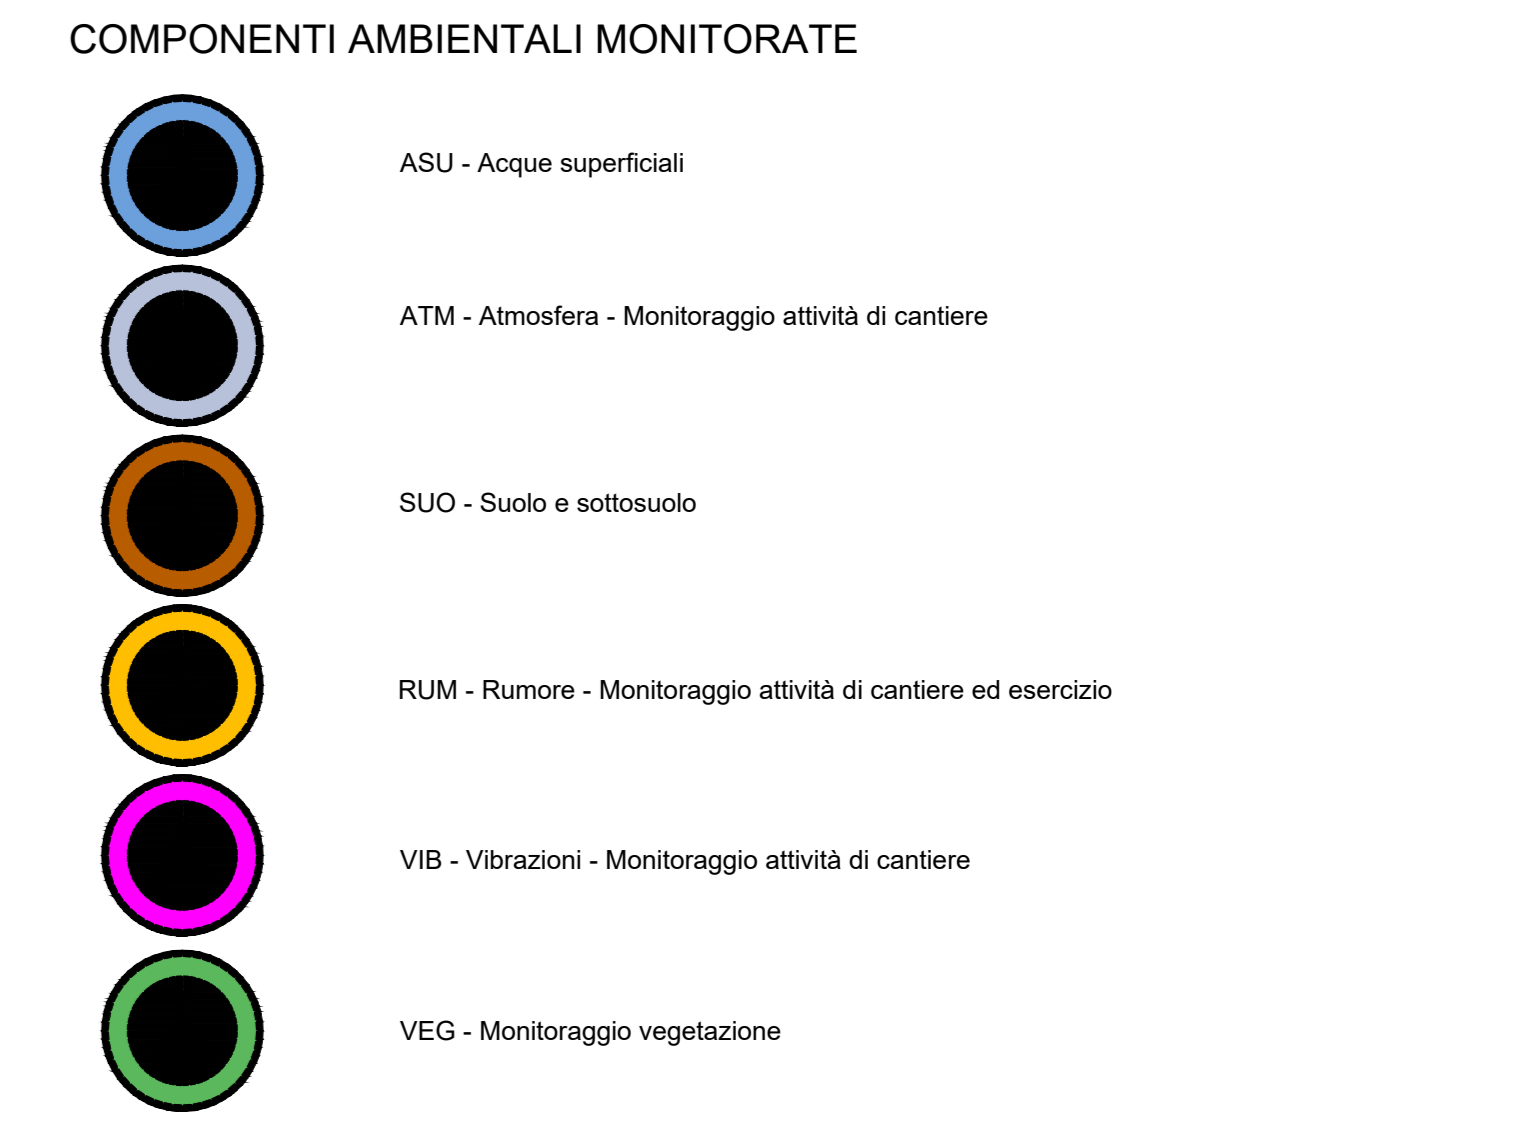 COMPONENTI AMBIENTALI MONITORATE
ASU - Acque superficiali
ATM - Atmosfera - Monitoraggio attività di cantiere
SUO - Suolo e sottosuolo
RUM - Rumore - Monitoraggio attività di cantiere ed esercizio
VIB - Vibrazioni - Monitoraggio attività di cantiere
VEG - Monitoraggio vegetazione